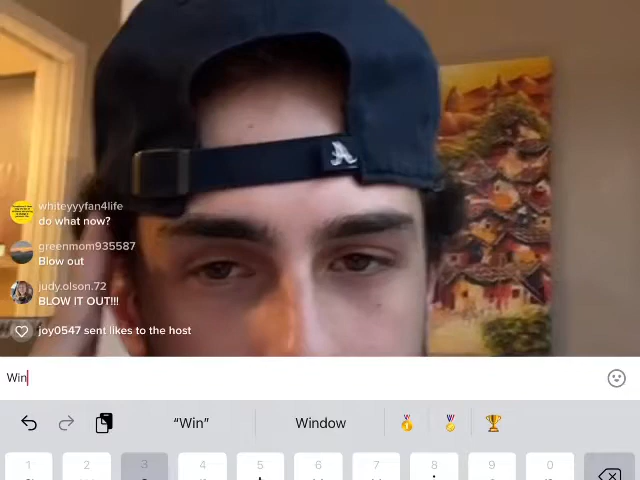 whiteyyyfan4life
do what now?
greenmom935587
Blow out
judy.olson.72
BLOW IT OUT!!!
joy0547 sent likes to the host
Win
“Win”
Window
1 2 3 4 5 6 7 8 9 0
A